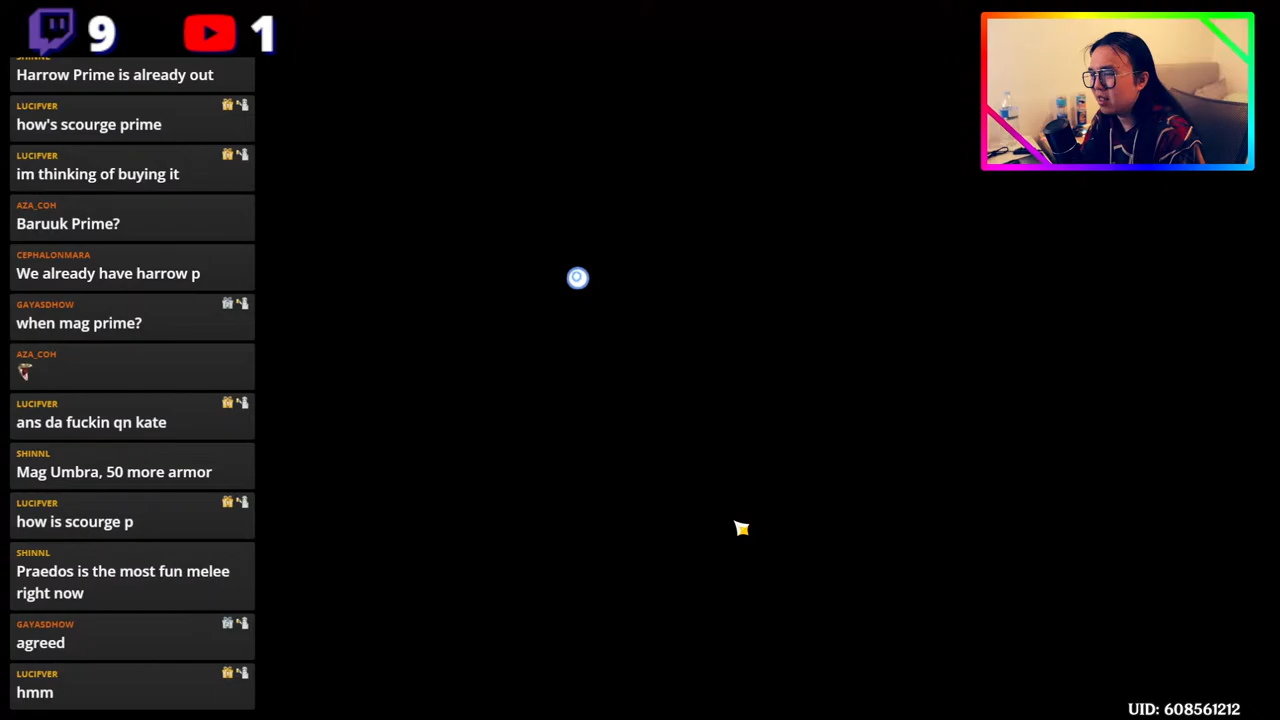 9
1
SHINNL
Harrow Prime is already out
LUCIFVER
how's scourge prime
LUCIFVER
im thinking of buying it
AZA_COH
Baruuk Prime?
CEPHALONMARA
We already have harrow p
GAYASDHOW
when mag prime?
AZA_COH
LUCIFVER
ans da fuckin qn kate
SHINNL
Mag Umbra, 50 more armor
LUCIFVER
how is scourge p
SHINNL
Praedos is the most fun melee
right now
GAYASDHOW
agreed
LUCIFVER
hmm
UID: 608561212